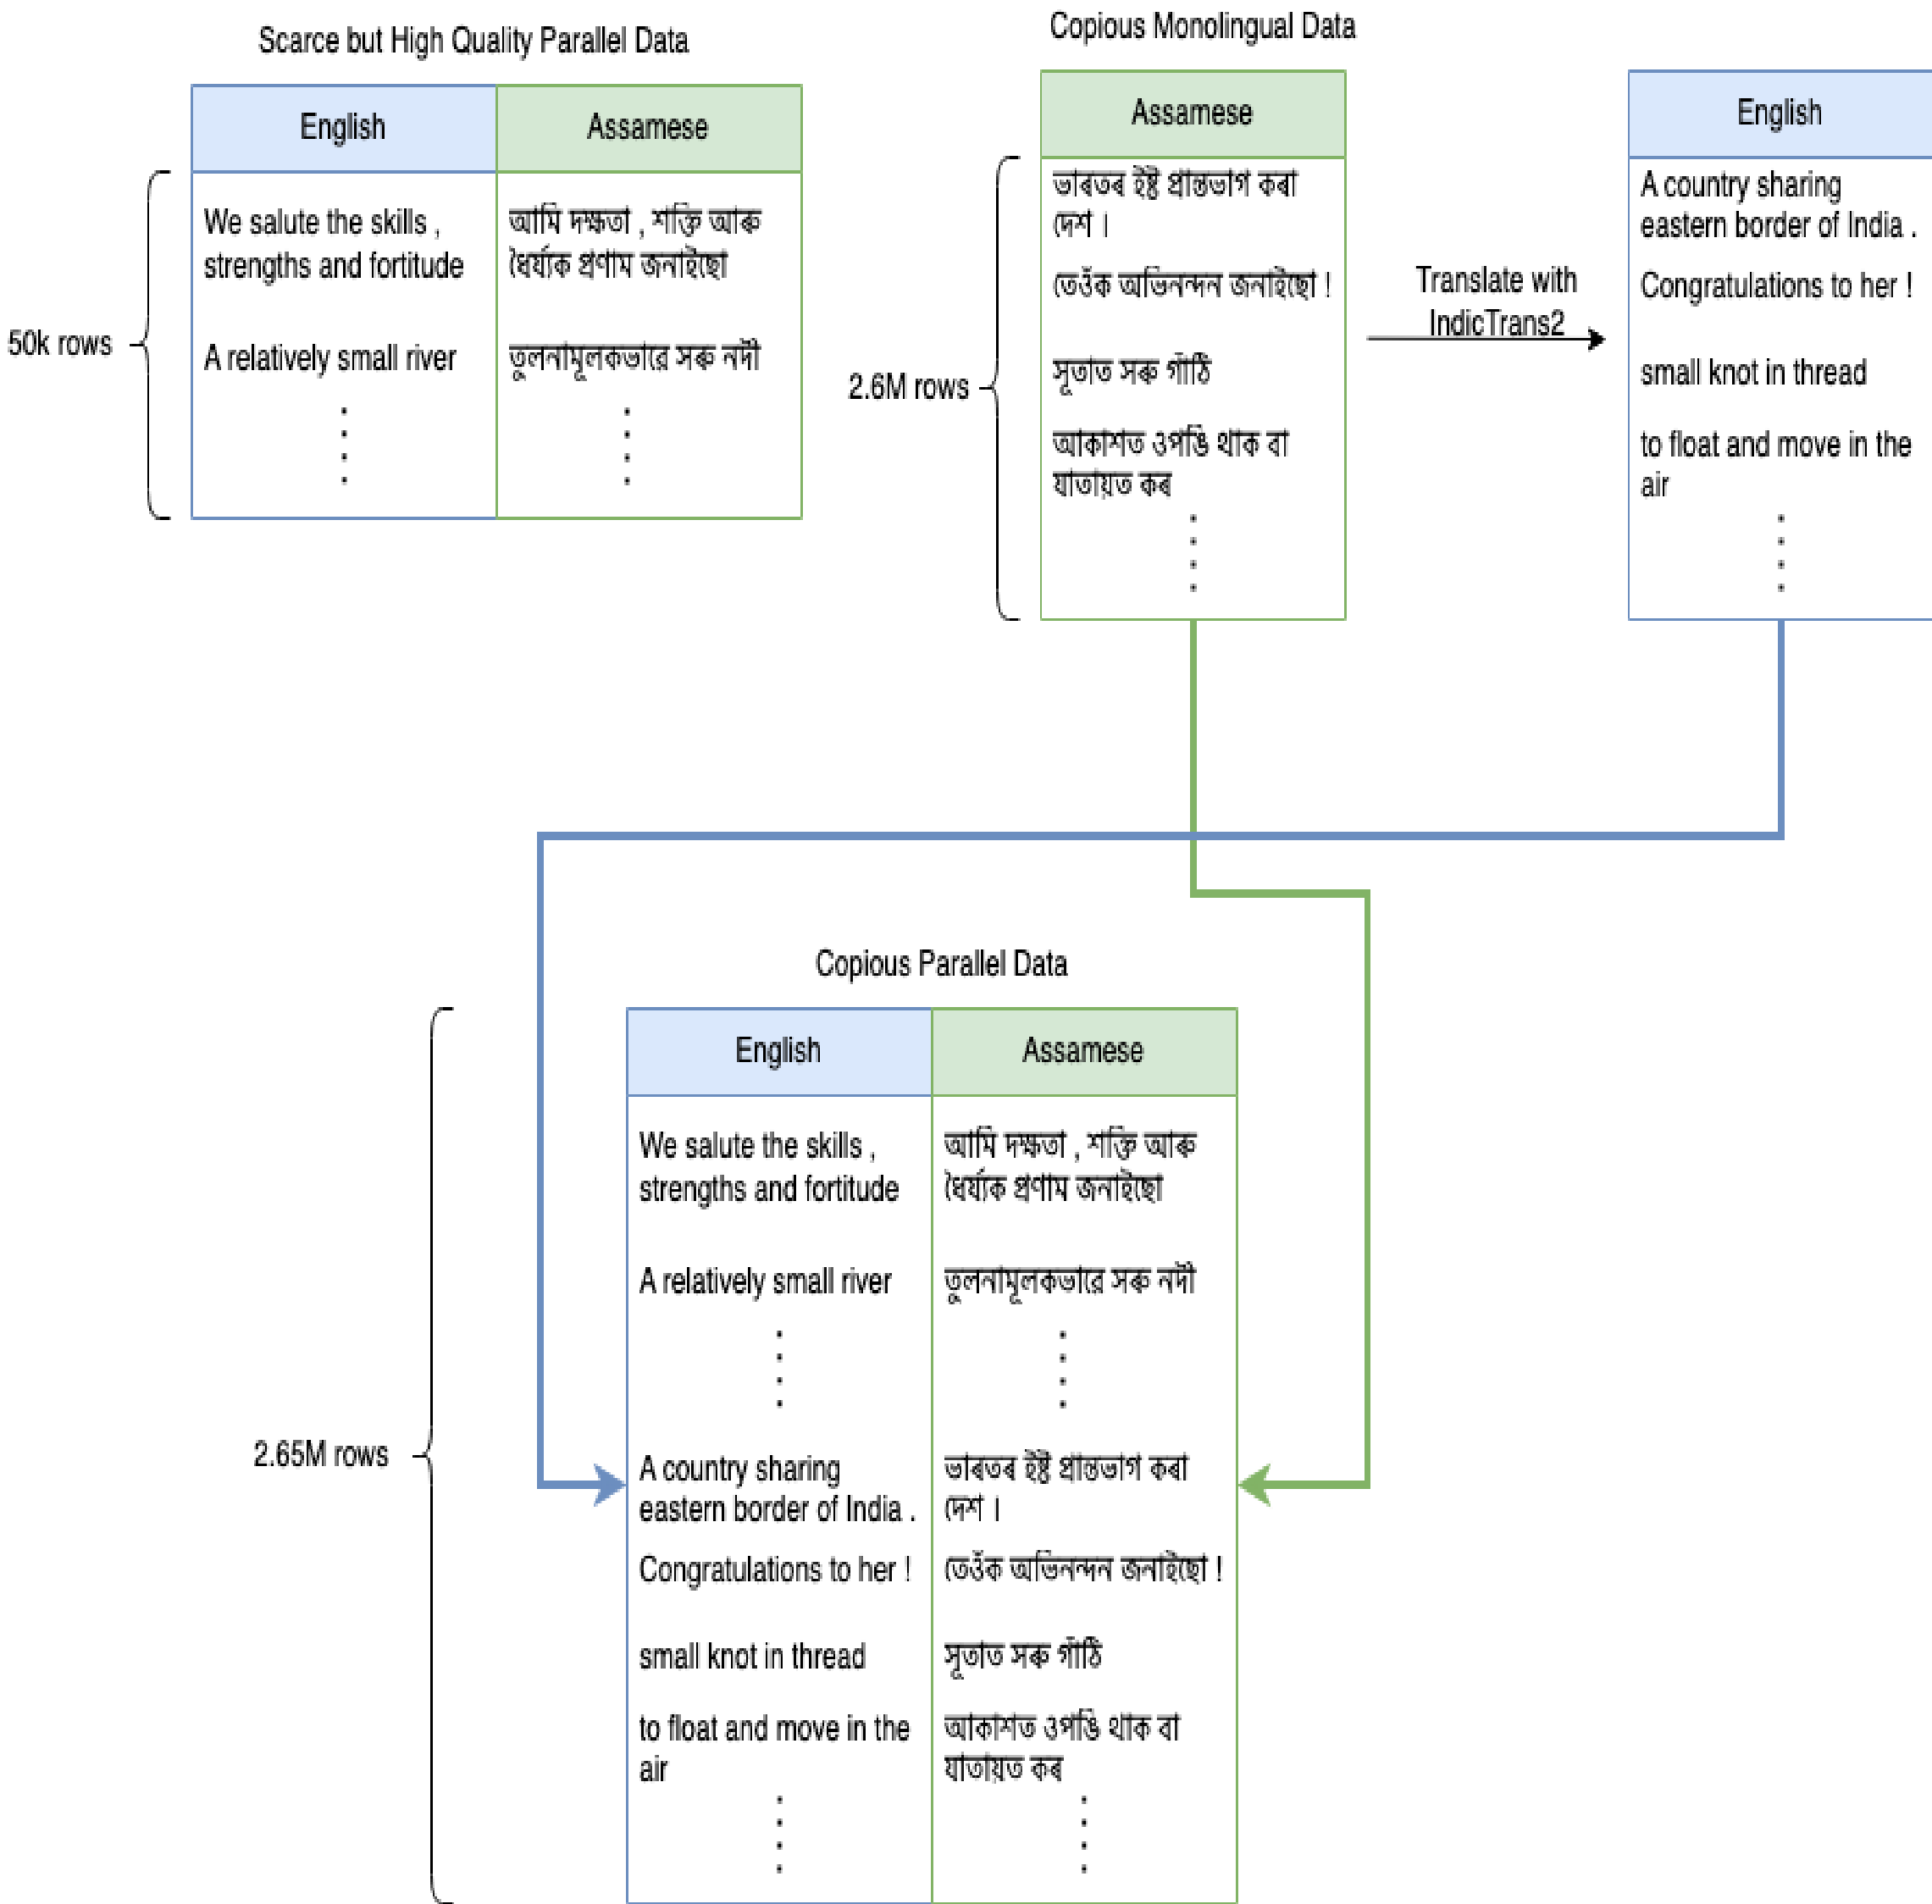 Scarce but High Quality Parallel Data
English
Assamese
50k rows
We salute the skills ,
strengths and fortitude
আমি দক্ষতা , শক্তি আৰু
ধৈৰ্য্যক প্ৰণাম জনাইছো
A relatively small river
তুলনামূলকভাৱে সৰু নদী
Copious Monolingual Data
Assamese
2.6M rows
ভাৰতৰ ইষ্ট প্ৰান্তভাগ কৰা
দেশ ।
তেওঁক অভিনন্দন জনাইছো !
সূতাত সৰু গাঁঠি
আকাশত ওপঙি থাক বা
যাতায়ত কৰ
Translate with
IndicTrans2
English
A country sharing
eastern border of India .
Congratulations to her !
small knot in thread
to float and move in the
air
Copious Parallel Data
English
Assamese
2.65M rows
We salute the skills ,
strengths and fortitude
আমি দক্ষতা , শক্তি আৰু
ধৈৰ্য্যক প্ৰণাম জনাইছো
A relatively small river
তুলনামূলকভাৱে সৰু নদী
A country sharing
eastern border of India .
ভাৰতৰ ইষ্ট প্ৰান্তভাগ কৰা
দেশ ।
Congratulations to her !
তেওঁক অভিনন্দন জনাইছো !
small knot in thread
সূতাত সৰু গাঁঠি
to float and move in the
air
আকাশত ওপঙি থাক বা
যাতায়ত কৰ